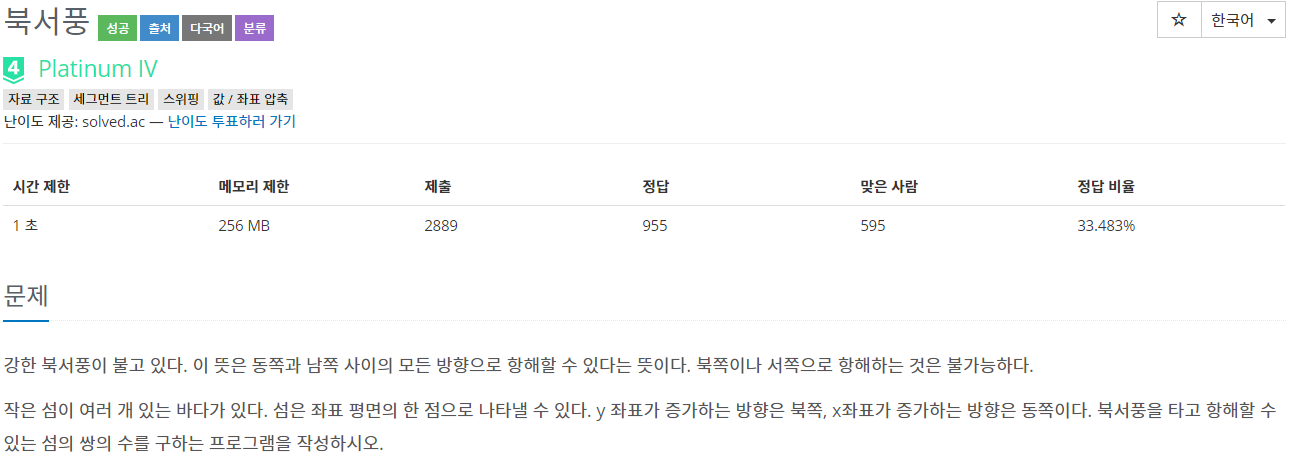 북서풍 성공 출처 다국어 분류
☆ 한국어
4 Platinum IV
자료 구조 세그먼트 트리 스위핑 값 / 좌표 압축
난이도 제공: solved.ac — 난이도 투표하러 가기
시간 제한 메모리 제한 제출 정답 맞은 사람 정답 비율
1 초 256 MB 2889 955 595 33.483%
문제
강한 북서풍이 불고 있다. 이 뜻은 동쪽과 남쪽 사이의 모든 방향으로 항해할 수 있다는 뜻이다. 북쪽이나 서쪽으로 항해하는 것은 불가능하다.
작은 섬이 여러 개 있는 바다가 있다. 섬은 좌표 평면의 한 점으로 나타낼 수 있다. y 좌표가 증가하는 방향은 북쪽, x좌표가 증가하는 방향은 동쪽이다. 북서풍을 타고 항해할 수
있는 섬의 쌍의 수를 구하는 프로그램을 작성하시오.